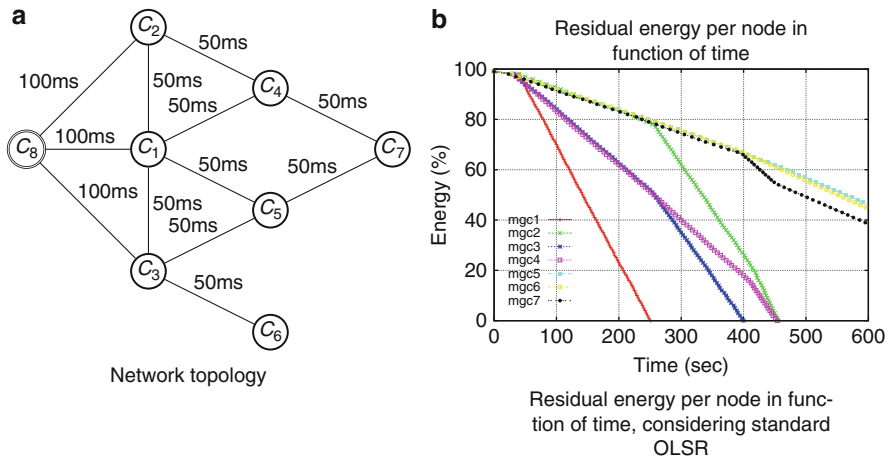 a
C2
50ms
100ms
50ms
50ms
C4
50ms
C8
100ms
C1
C7
50ms
50ms
100ms
50ms
50ms
C5
C3
50ms
C6
Network topology
b
Residual energy per node in
function of time
100
80
60
40
20
0
Energy (%)
mgc1
mgc2
mgc3
mgc4
mgc5
mgc6
mgc7
0 100 200 300 400 500 600
Time (sec)
Residual energy per node in func-
tion of time, considering standard
OLSR